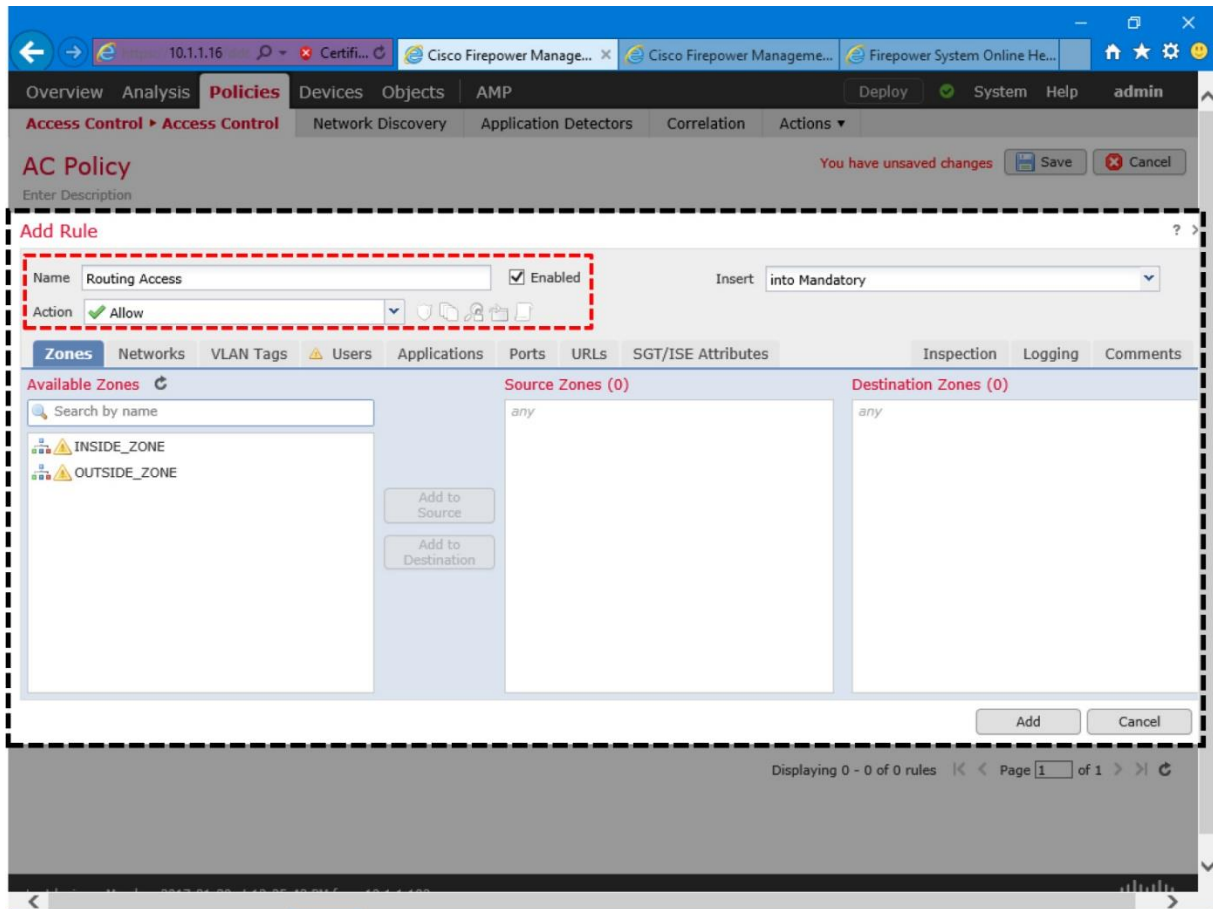 10.1.1.16 Certifi... Cisco Firepower Manage... Cisco Firepower Manageme... Firepower System Online He...
Overview Analysis Policies Devices Objects AMP Deploy System Help admin
Access Control ▸ Access Control Network Discovery Application Detectors Correlation Actions ▼
AC Policy
You have unsaved changes Save Cancel
Enter Description
Add Rule ?
Name Routing Access Enabled Insert into Mandatory
Action Allow
Zones Networks VLAN Tags Users Applications Ports URLs SGT/ISE Attributes Inspection Logging Comments
Available Zones Source Zones (0) Destination Zones (0)
Search by name any any
INSIDE_ZONE
OUTSIDE_ZONE
Add to
Source
Add to
Destination
Add Cancel
Displaying 0 - 0 of 0 rules Page 1 of 1